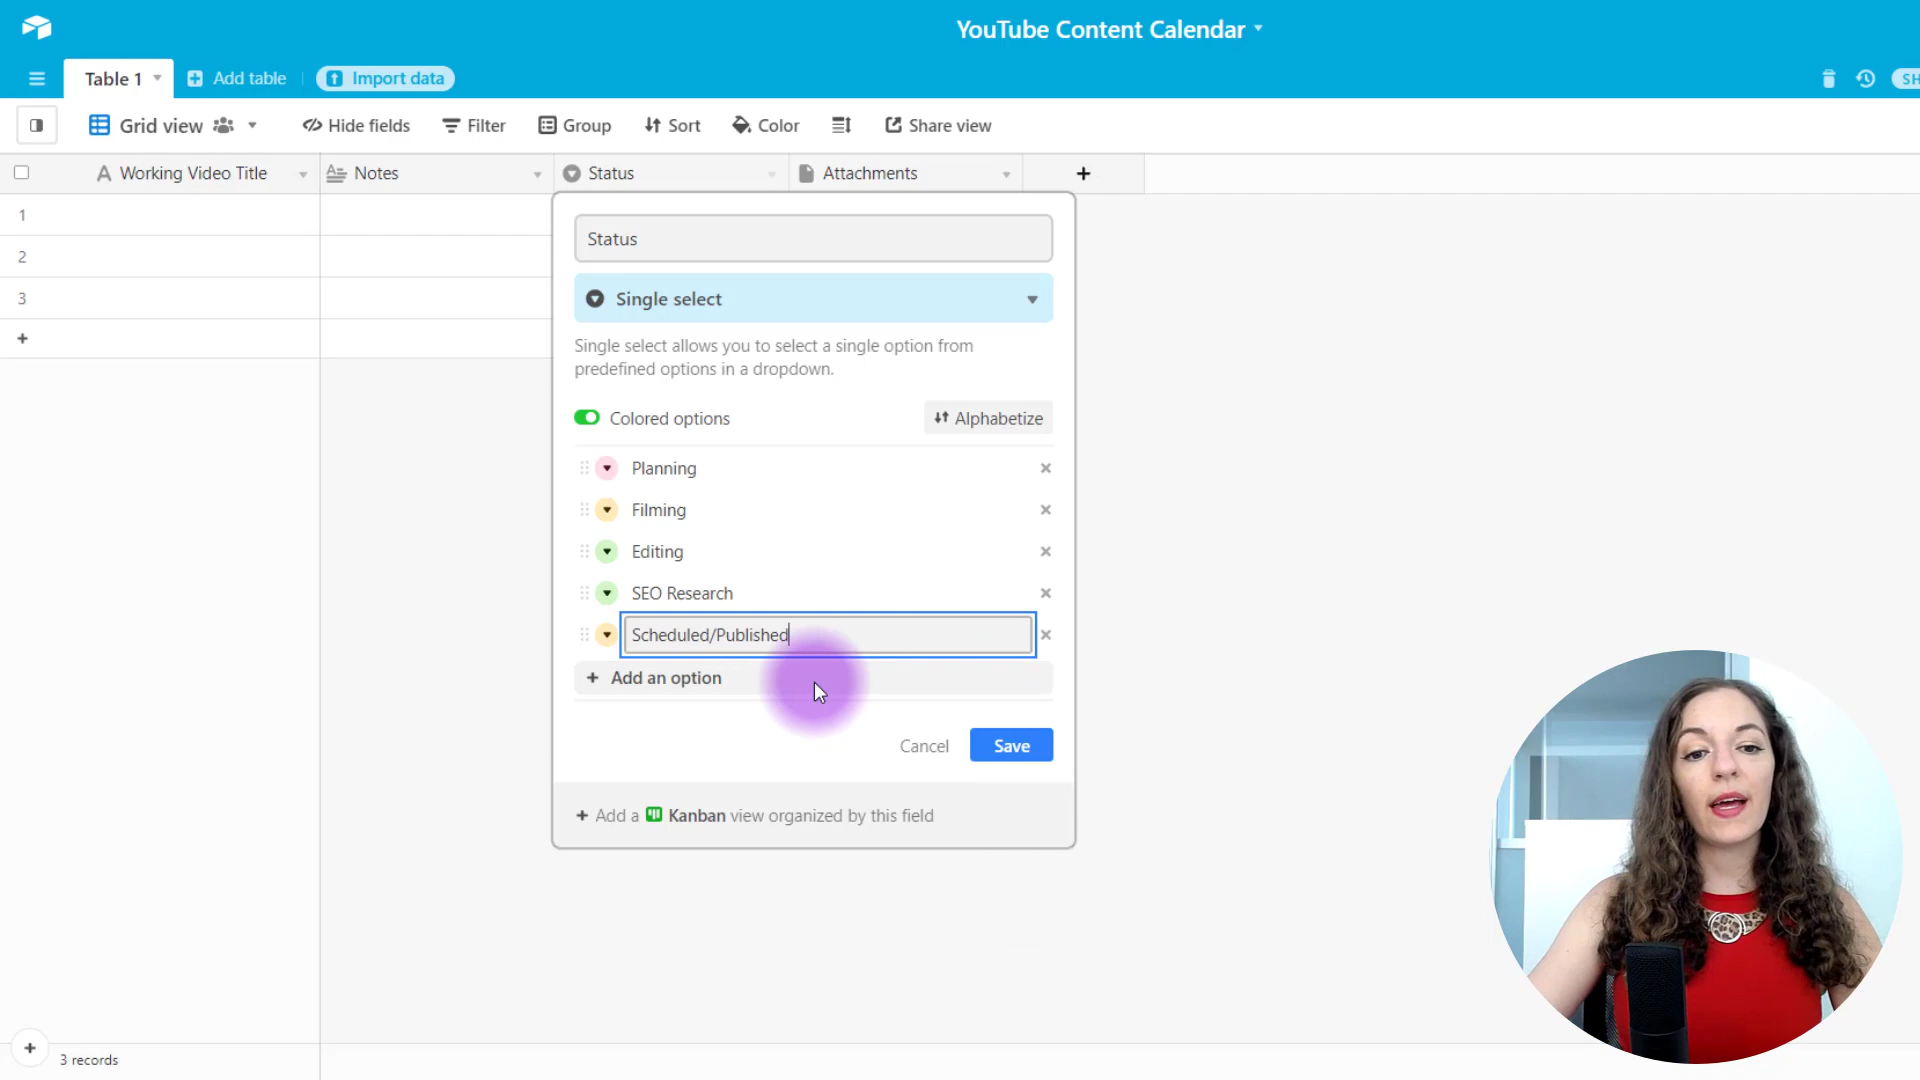 YouTube Content Calendar
Table 1
Add table
Import data
SH
Grid view
Hide fields
Filter
Group
Sort
Color
Share view
Working Video Title
Notes
Status
Attachments
1
2
3
Status
Single select
Single select allows you to select a single option from
predefined options in a dropdown.
Colored options
Alphabetize
Planning
Filming
Editing
SEO Research
Scheduled/Published
Add an option
Cancel
Save
Add a Kanban view organized by this field
3 records